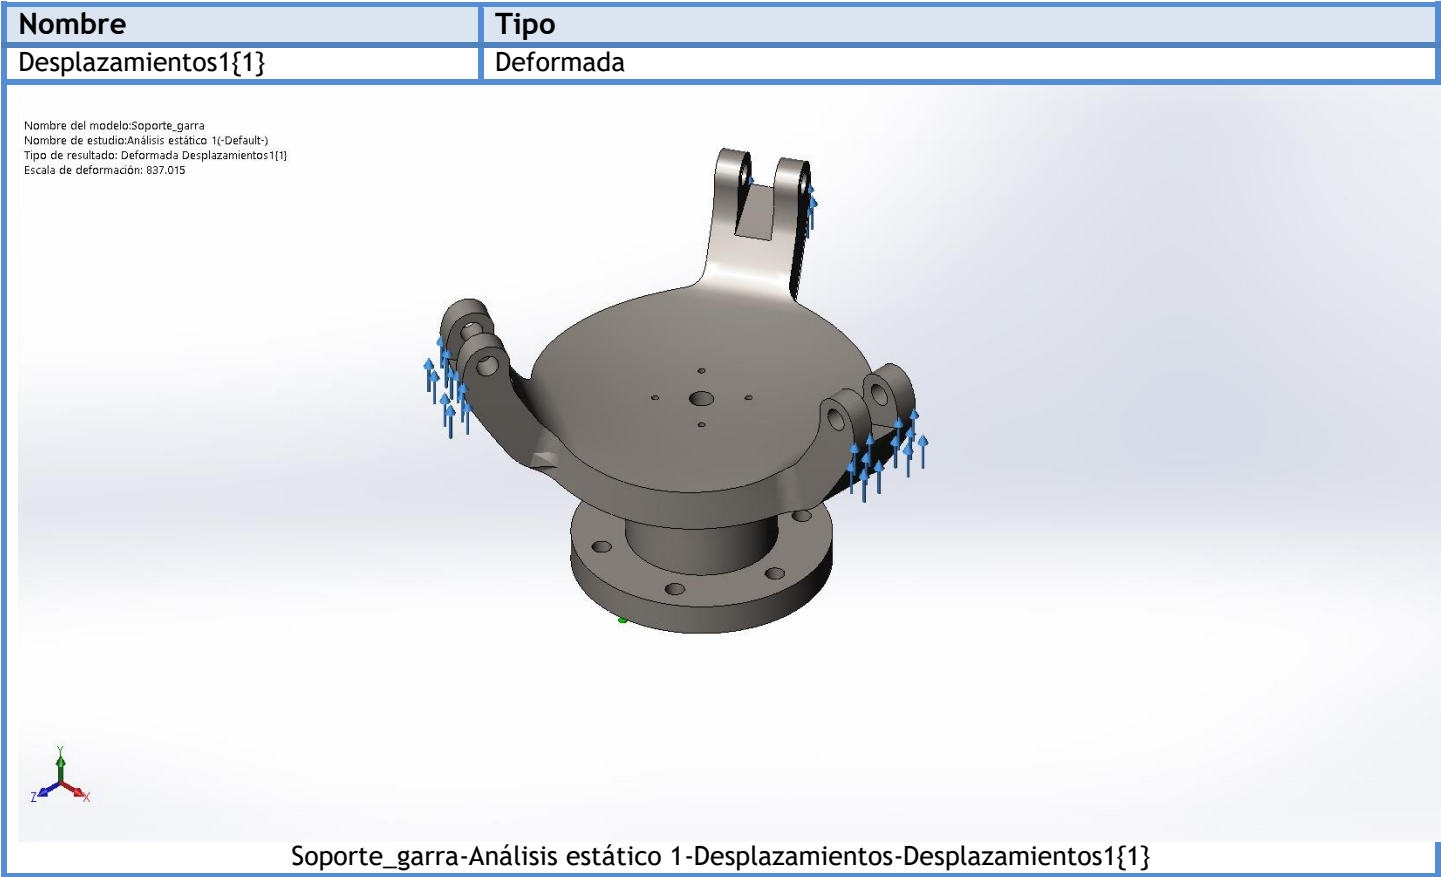 Nombre Tipo
Desplazamientos1{1} Deformada
Nombre del modelo:Soporte_garra
Nombre de estudio:Análisis estático 1(-Default-)
Tipo de resultado: Deformada Desplazamientos1{1}
Escala de deformación: 837.015
Y
Z X
Soporte_garra-Análisis estático 1-Desplazamientos-Desplazamientos1{1}